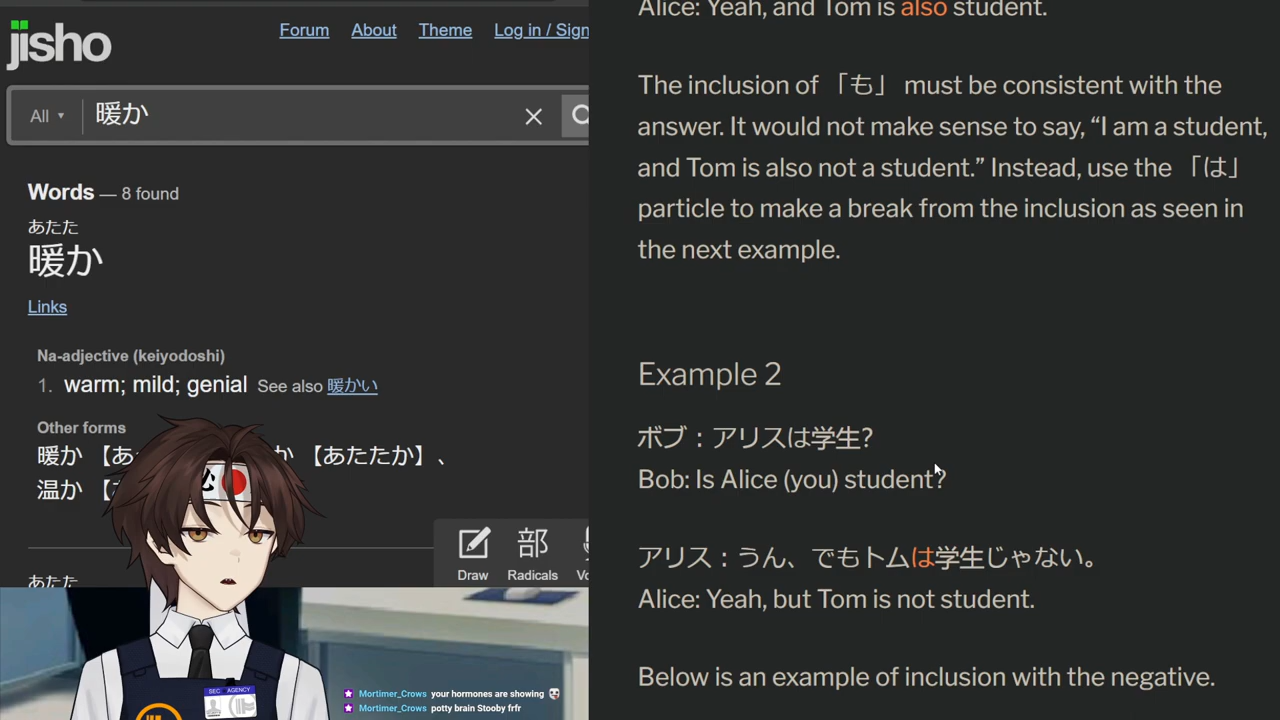 jisho
Forum About Theme Log in / Sign
All ▾ 暖か ×
Words — 8 found
あたた
暖か
Links
Na-adjective (keiyodoshi)
1. warm; mild; genial See also 暖かい
Other forms
暖か 【あ か 【あたたか】、
温か 【
Draw Radicals
あたた
SEC AGENCY
Mortimer_Crows your hormones are showing
Mortimer_Crows potty brain Stooby frfr
Alice: Yeah, and Tom is also student.
The inclusion of 「も」 must be consistent with the
answer. It would not make sense to say, “I am a student,
and Tom is also not a student.” Instead, use the 「は」
particle to make a break from the inclusion as seen in
the next example.
Example 2
ボブ：アリスは学生?
Bob: Is Alice (you) student?
アリス：うん、でもトムは学生じゃない。
Alice: Yeah, but Tom is not student.
Below is an example of inclusion with the negative.